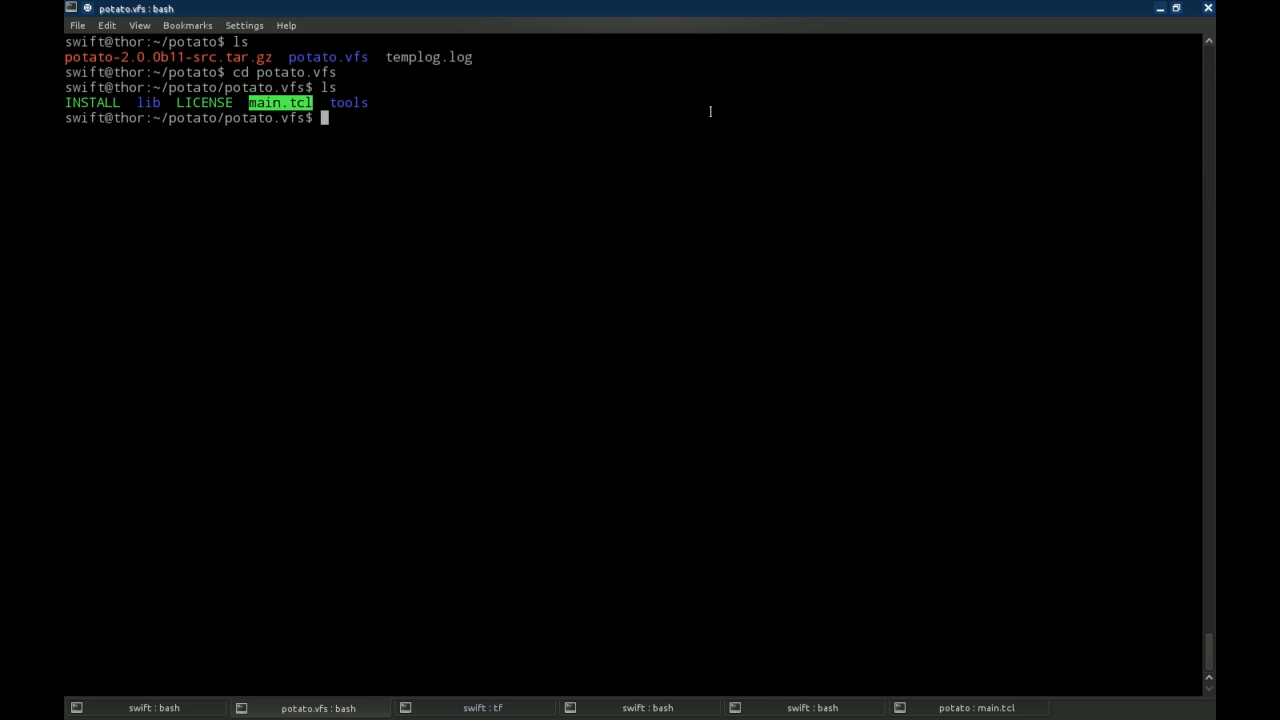 potato.vfs : bash
File Edit View Bookmarks Settings Help
swift@thor:~/potato$ ls
potato-2.0.0b11-src.tar.gz potato.vfs templog.log
swift@thor:~/potato$ cd potato.vfs
swift@thor:~/potato/potato.vfs$ ls
INSTALL lib LICENSE main.tcl tools
swift@thor:~/potato/potato.vfs$
swift : bash potato.vfs : bash swift : tf swift : bash swift : bash potato : main.tcl